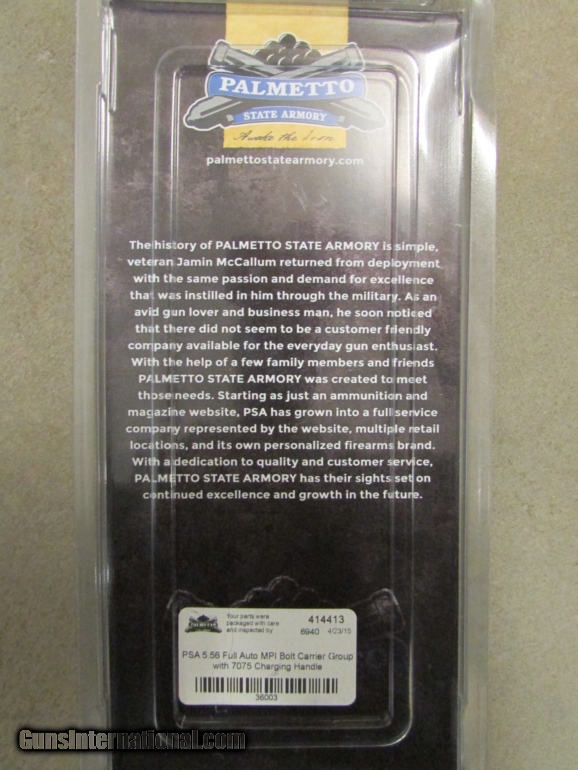 PALMETTO
STATE ARMORY
Awake the Iron
palmettostatearmory.com
The history of PALMETTO STATE ARMORY is simple,
veteran Jamin McCallum returned from deployment
with the same passion and demand for excellence
that was instilled in him through the military. As an
avid gun lover and business man, he soon noticed
that there did not seem to be a customer friendly
company available for the everyday gun enthusiast.
With the help of a few family members and friends
PALMETTO STATE ARMORY was created to meet
those needs. Starting as just an ammunition and
magazine website, PSA has grown into a full service
company represented by the website, multiple retail
locations, and its own personalized firearms brand.
With a dedication to quality and customer service,
PALMETTO STATE ARMORY has their sights set on
continued excellence and growth in the future.
PALMETTO
Your parts were
packaged with care
and inspected by
414413
6940 4/23/15
PSA 5.56 Full Auto MPI Bolt Carrier Group
with 7075 Charging Handle
36003
GunsInternational.com